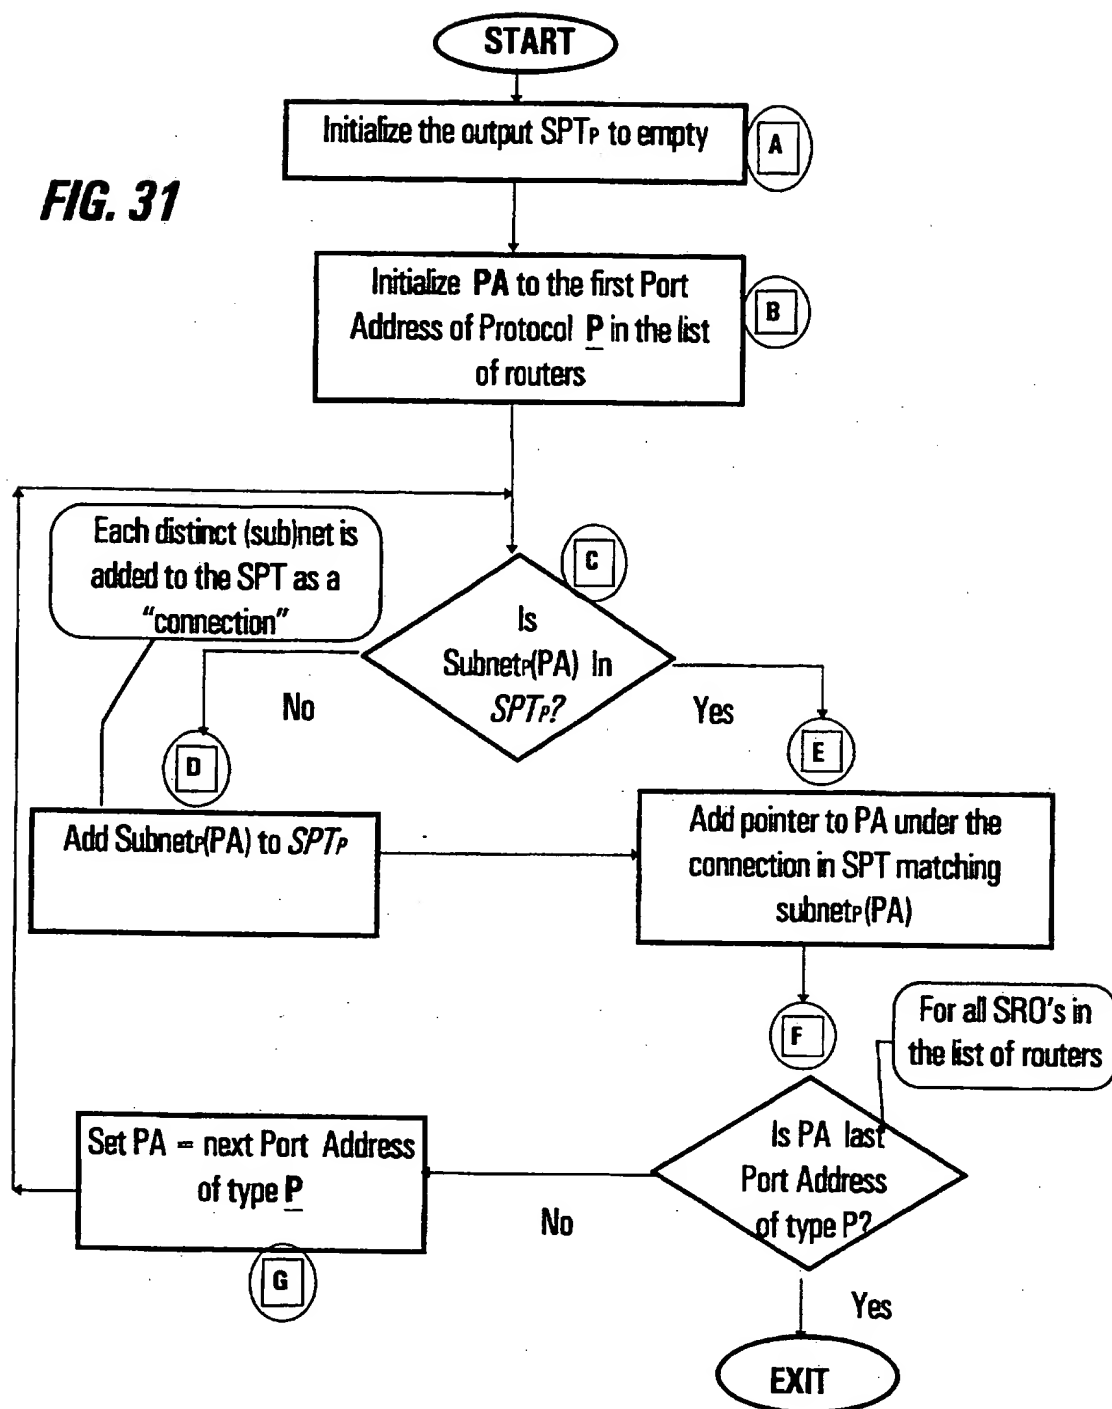 START
Initialize the output SPTP to empty
A
FIG. 31
Initialize PA to the first Port
Address of Protocol P in the list
of routers
B
Each distinct (sub)net is
added to the SPT as a
"connection"
C
Is
SubnetP(PA) in
SPTP?
No
Yes
D
E
Add SubnetP(PA) to SPTP
Add pointer to PA under the
connection in SPT matching
subnetP(PA)
F
For all SRO's in
the list of routers
Set PA = next Port Address
of type P
Is PA last
Port Address
of type P?
No
G
Yes
EXIT